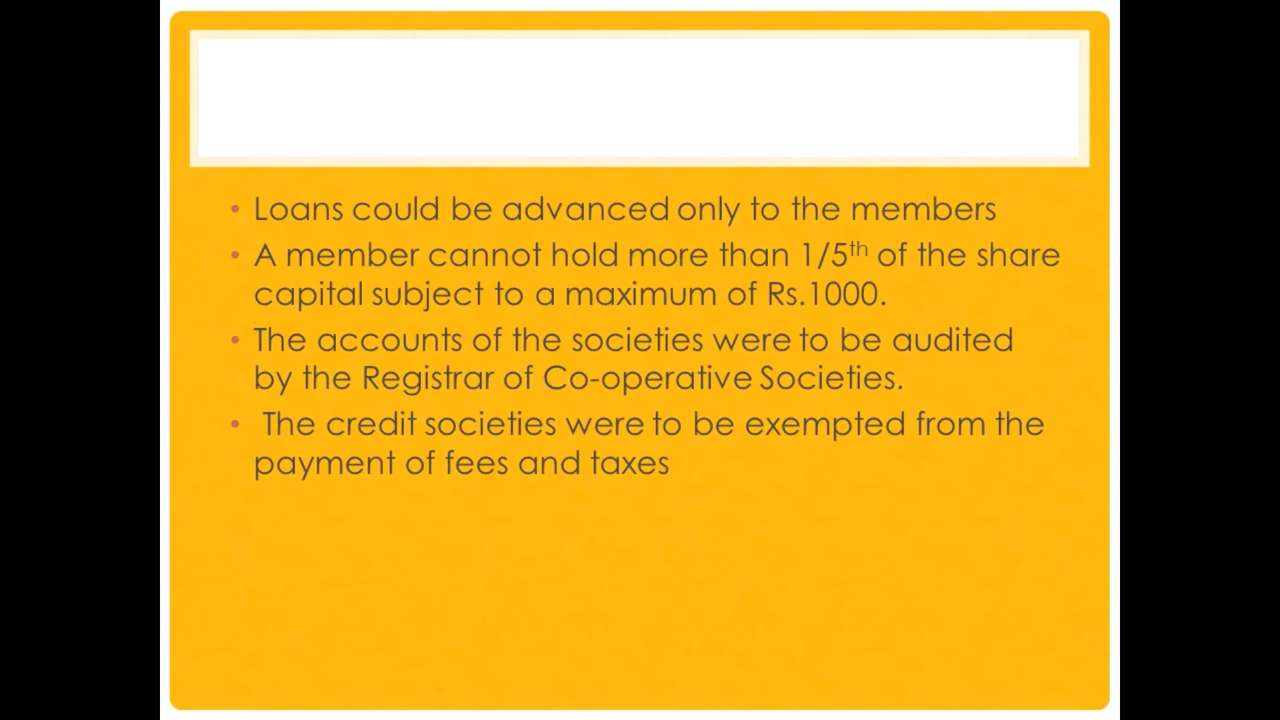 • Loans could be advanced only to the members
• A member cannot hold more than 1/5th of the share
capital subject to a maximum of Rs.1000.
• The accounts of the societies were to be audited
by the Registrar of Co-operative Societies.
• The credit societies were to be exempted from the
payment of fees and taxes